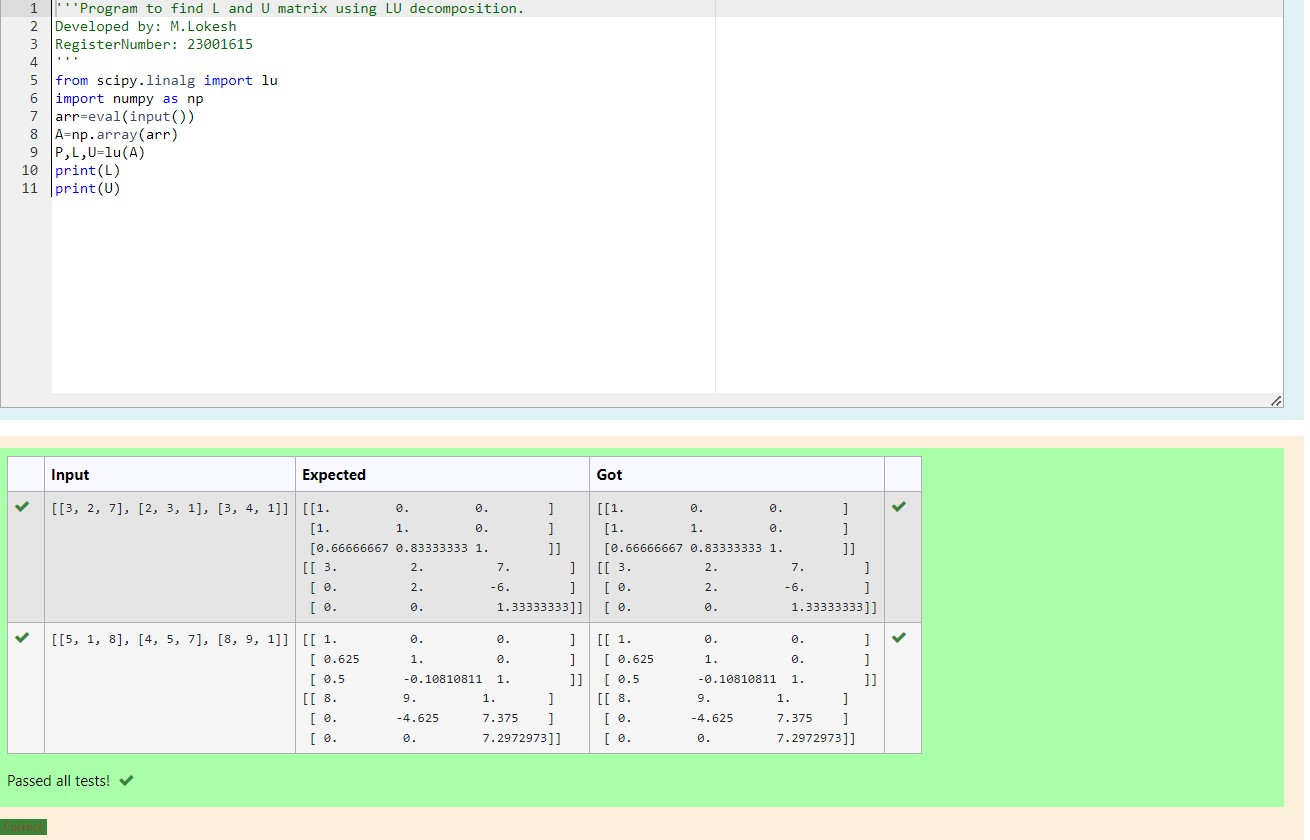 1 '''Program to find L and U matrix using LU decomposition.
2 Developed by: M.Lokesh
3 RegisterNumber: 23001615
4 '''
5 from scipy.linalg import lu
6 import numpy as np
7 arr=eval(input())
8 A=np.array(arr)
9 P,L,U=lu(A)
10 print(L)
11 print(U)
Input Expected Got
[[3, 2, 7], [2, 3, 1], [3, 4, 1]] [[1. 0. 0. ] [[1. 0. 0. ]
[1. 1. 0. ] [1. 1. 0. ]
[0.66666667 0.83333333 1. ]] [0.66666667 0.83333333 1. ]]
[[ 3. 2. 7. ] [[ 3. 2. 7. ]
[ 0. 2. -6. ] [ 0. 2. -6. ]
[ 0. 0. 1.33333333]] [ 0. 0. 1.33333333]]
[[5, 1, 8], [4, 5, 7], [8, 9, 1]] [[ 1. 0. 0. ] [[ 1. 0. 0. ]
[ 0.625 1. 0. ] [ 0.625 1. 0. ]
[ 0.5 -0.10810811 1. ]] [ 0.5 -0.10810811 1. ]]
[[ 8. 9. 1. ] [[ 8. 9. 1. ]
[ 0. -4.625 7.375 ] [ 0. -4.625 7.375 ]
[ 0. 0. 7.2972973]] [ 0. 0. 7.2972973]]
Passed all tests!
Correct